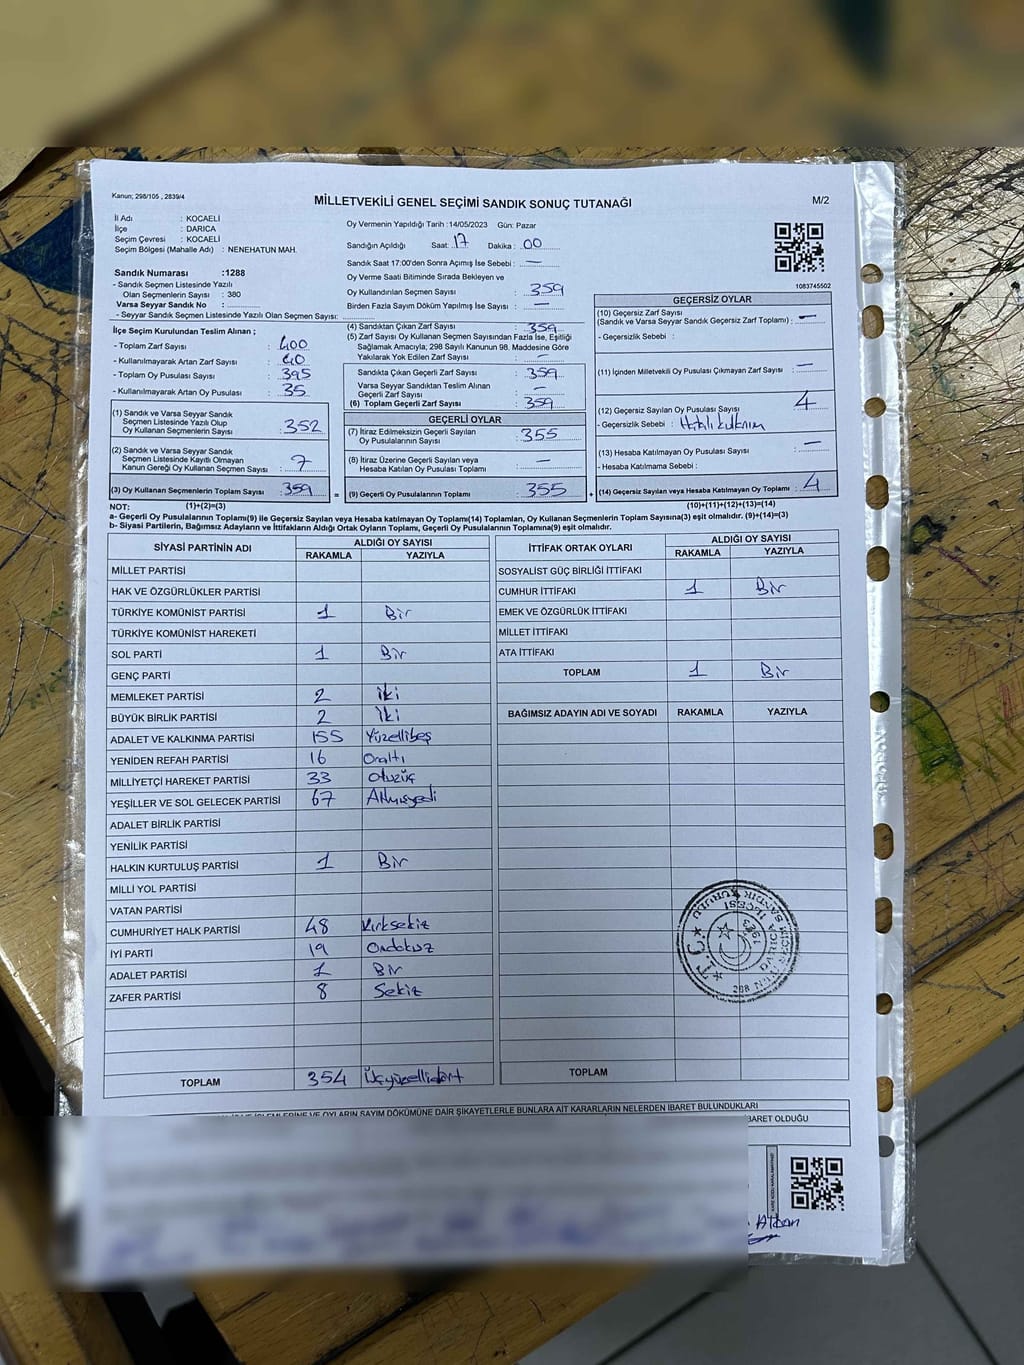 Kanun; 298/105 , 2839/4
MİLLETVEKİLİ GENEL SEÇİMİ SANDIK SONUÇ TUTANAĞI
M/2
İl Adı : KOCAELİ
İlçe : DARICA
Seçim Çevresi : KOCAELİ
Seçim Bölgesi (Mahalle Adı) : NENEHATUN MAH.
Sandık Numarası :1288
- Sandık Seçmen Listesinde Yazılı
Olan Seçmenlerin Sayısı : 380
Varsa Seyyar Sandık No :
- Seyyar Sandık Seçmen Listesinde Yazılı Olan Seçmen Sayısı:
Oy Vermenin Yapıldığı Tarih :14/05/2023 Gün: Pazar
Sandığın Açıldığı Saat: 17 Dakika : 00
Sandık Saat 17:00'den Sonra Açımış İse Sebebi : —
Oy Verme Saati Bitiminde Sırada Bekleyen ve
Oy Kullandırılan Seçmen Sayısı : 359
Birden Fazla Sayım Döküm Yapılmış İse Sayısı : —
1083745502
İlçe Seçim Kurulundan Teslim Alınan ;
- Toplam Zarf Sayısı : 400
- Kullanılmayarak Artan Zarf Sayısı : 40
- Toplam Oy Pusulası Sayısı : 395
- Kullanılmayarak Artan Oy Pusulası : 35
(1) Sandık ve Varsa Seyyar Sandık
Seçmen Listesinde Yazılı Olup
Oy Kullanan Seçmenlerin Sayısı : 352
(2) Sandık ve Varsa Seyyar Sandık
Seçmen Listesinde Kayıtlı Olmayan
Kanun Gereği Oy Kullanan Seçmen Sayısı : 7
(3) Oy Kullanan Seçmenlerin Toplam Sayısı : 359
(4) Sandıktan Çıkan Zarf Sayısı : 359
(5) Zarf Sayısı Oy Kullanan Seçmen Sayısından Fazla İse, Eşitliği
Sağlamak Amacıyla, 298 Sayılı Kanunun 98. Maddesine Göre
Yakılarak Yok Edilen Zarf Sayısı : —
Sandıkta Çıkan Geçerli Zarf Sayısı : 359
Varsa Seyyar Sandıktan Teslim Alınan
Geçerli Zarf Sayısı : —
(6) Toplam Geçerli Zarf Sayısı : 359
GEÇERLİ OYLAR
(7) İtiraz Edilmeksizin Geçerli Sayılan
Oy Pusulalarının Sayısı : 355
(8) İtiraz Üzerine Geçerli Sayılan veya
Hesaba Katılan Oy Pusulası Toplamı : —
= (9) Geçerli Oy Pusulalarının Toplamı : 355 +
GEÇERSİZ OYLAR
(10) Geçersiz Zarf Sayısı
(Sandık ve Varsa Seyyar Sandık Geçersiz Zarf Toplamı) : —
- Geçersizlik Sebebi :
(11) İçinden Milletvekili Oy Pusulası Çıkmayan Zarf Sayısı : —
(12) Geçersiz Sayılan Oy Pusulası Sayısı : 4
- Geçersizlik Sebebi : Hatalı kullanım
(13) Hesaba Katılmayan Oy Pusulası Sayısı : —
- Hesaba Katılmama Sebebi :
(14) Geçersiz Sayılan veya Hesaba Katılmayan Oy Toplamı : 4
NOT: (1)+(2)=(3) (10)+(11)+(12)+(13)=(14)
a- Geçerli Oy Pusulalarının Toplamı(9) ile Geçersiz Sayılan veya Hesaba katılmayan Oy Toplam(14) Toplamları, Oy Kullanan Seçmenlerin Toplam Sayısına(3) eşit olmalıdır. (9)+(14)=(3)
b- Siyasi Partilerin, Bağımsız Adayların ve İttifakların Aldığı Ortak Oyların Toplamı, Geçerli Oy Pusulalarının Toplamına(9) eşit olmalıdır.
SİYASİ PARTİNİN ADI ALDIĞI OY SAYISI
RAKAMLA YAZIYLA
MİLLET PARTİSİ
HAK VE ÖZGÜRLÜKLER PARTİSİ
TÜRKİYE KOMÜNİST PARTİSİ 1 Bir
TÜRKİYE KOMÜNİST HAREKETİ
SOL PARTİ 1 Bir
GENÇ PARTİ
MEMLEKET PARTİSİ 2 iki
BÜYÜK BİRLİK PARTİSİ 2 iki
ADALET VE KALKINMA PARTİSİ 155 Yüzellibeş
YENİDEN REFAH PARTİSİ 16 Onaltı
MİLLİYETÇİ HAREKET PARTİSİ 33 Otuzüç
YEŞİLLER VE SOL GELECEK PARTİSİ 67 Altmışyedi
ADALET BİRLİK PARTİSİ
YENİLİK PARTİSİ
HALKIN KURTULUŞ PARTİSİ 1 Bir
MİLLİ YOL PARTİSİ
VATAN PARTİSİ
CUMHURİYET HALK PARTİSİ 48 Kırksekiz
İYİ PARTİ 19 Ondokuz
ADALET PARTİSİ 1 Bir
ZAFER PARTİSİ 8 Sekiz
TOPLAM 354 Üçyüzellidört
İTTİFAK ORTAK OYLARI ALDIĞI OY SAYISI
RAKAMLA YAZIYLA
SOSYALİST GÜÇ BİRLİĞİ İTTİFAKI
CUMHUR İTTİFAKI 1 Bir
EMEK VE ÖZGÜRLÜK İTTİFAKI
MİLLET İTTİFAKI
ATA İTTİFAKI
TOPLAM 1 Bir
BAĞIMSIZ ADAYIN ADI VE SOYADI RAKAMLA YAZIYLA
T.C.
DARICA İLÇESİ
SANDIK KURULU
1923
TOPLAM
İŞLEMLERİNE VE OYLARIN SAYIM DÖKÜMÜNE DAİR ŞİKAYETLERLE BUNLARA AİT KARARLARIN NELERDEN İBARET BULUNDUKLARI
İBARET OLDUĞU